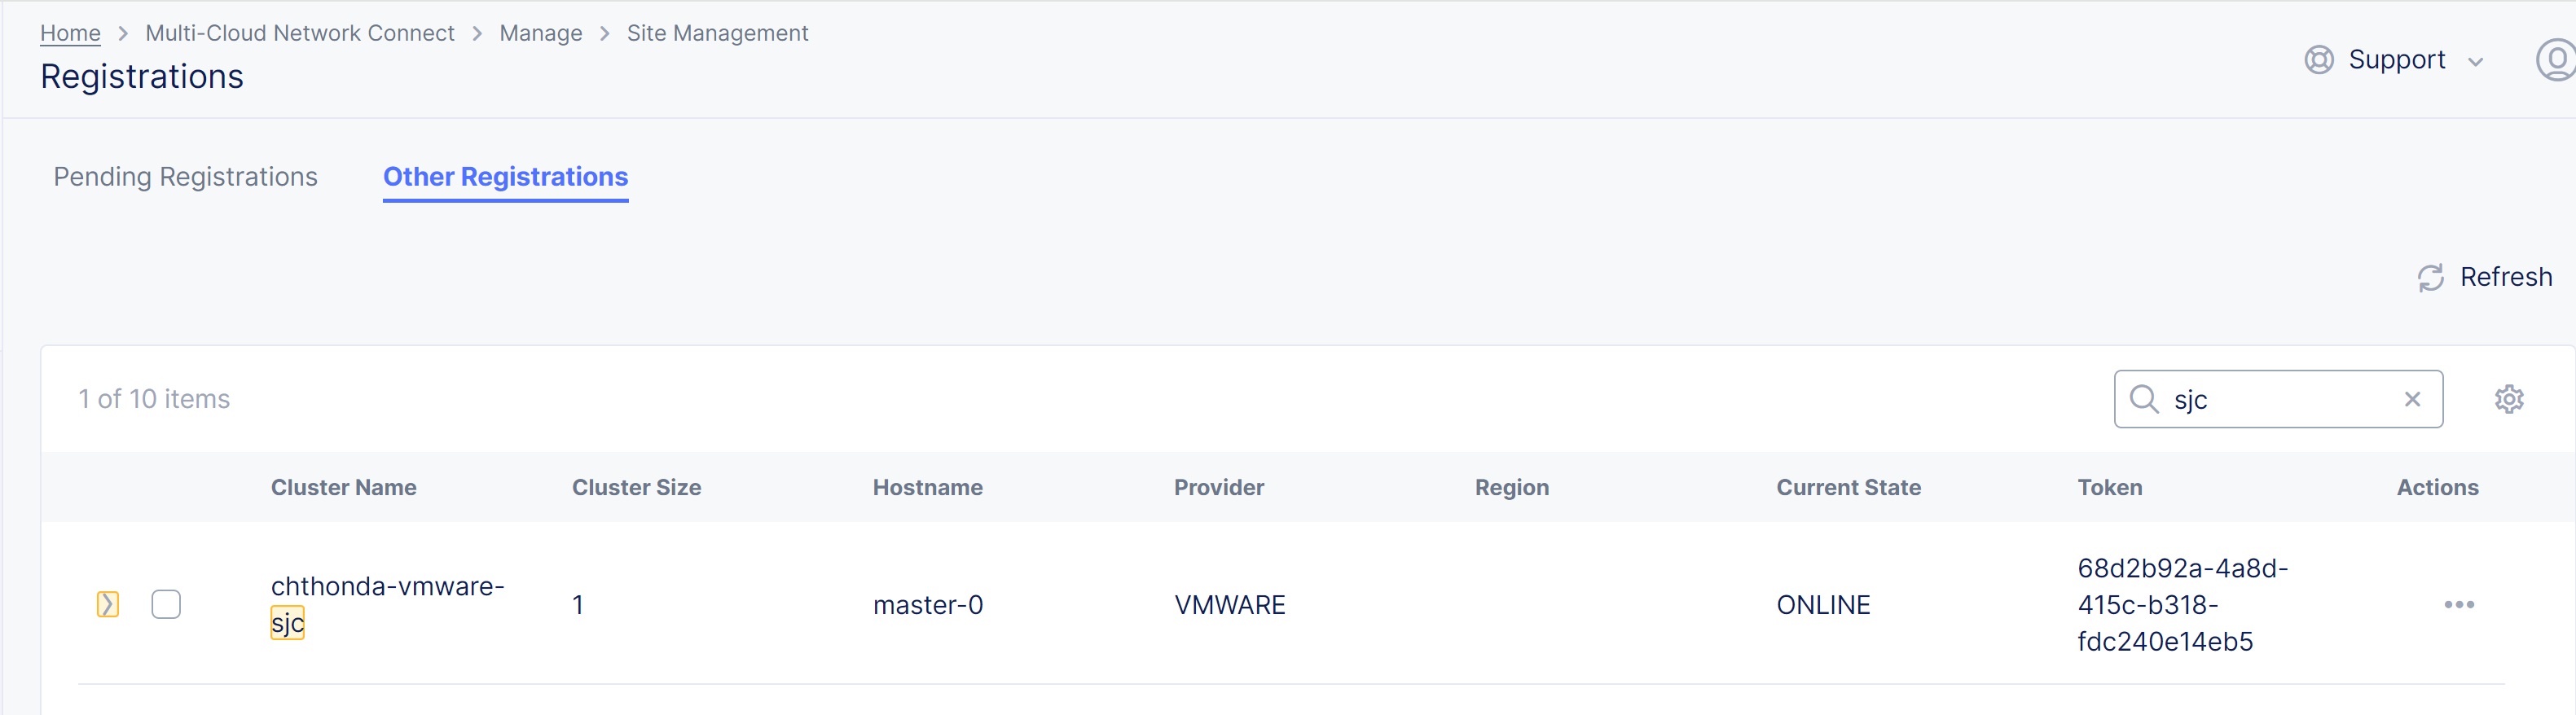 Home > Multi-Cloud Network Connect > Manage > Site Management
Registrations
Support
Pending Registrations
Other Registrations
Refresh
1 of 10 items
sjc
Cluster Name
Cluster Size
Hostname
Provider
Region
Current State
Token
Actions
chthonda-vmware-
sjc
1
master-0
VMWARE
ONLINE
68d2b92a-4a8d-
415c-b318-
fdc240e14eb5